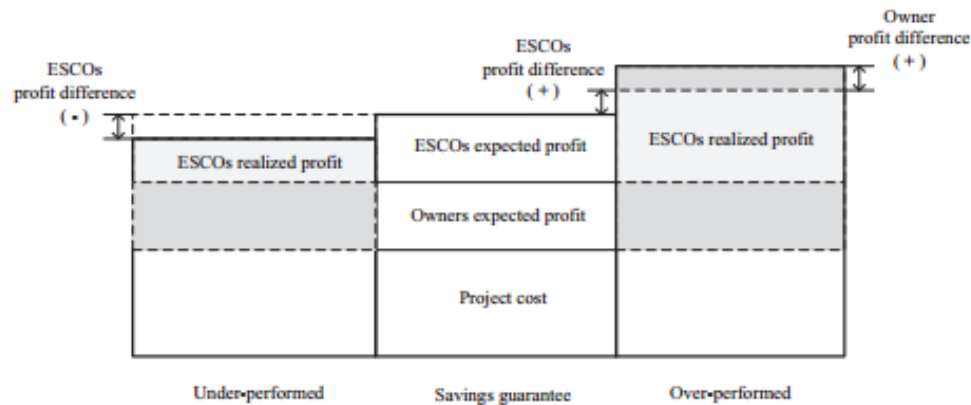 Owner
profit difference
( + )
ESCOs
profit difference
( + )
ESCOs
profit difference
( - )
ESCOs realized profit
ESCOs expected profit
ESCOs realized profit
Owners expected profit
Project cost
Under-performed
Savings guarantee
Over-performed